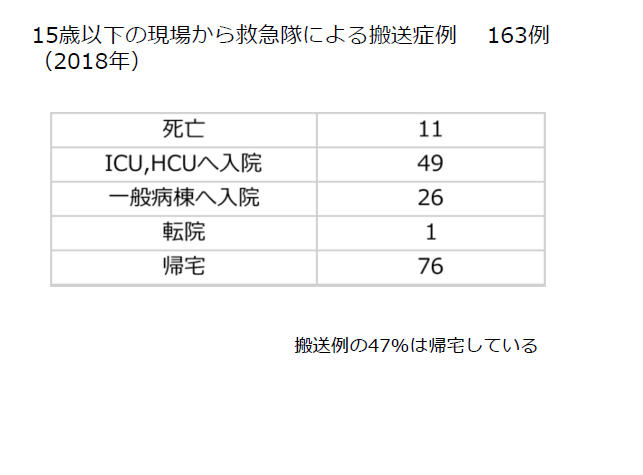 15歳以下の現場から救急隊による搬送症例　163例
（2018年）
死亡 11
ICU,HCUへ入院 49
一般病棟へ入院 26
転院 1
帰宅 76
搬送例の47%は帰宅している